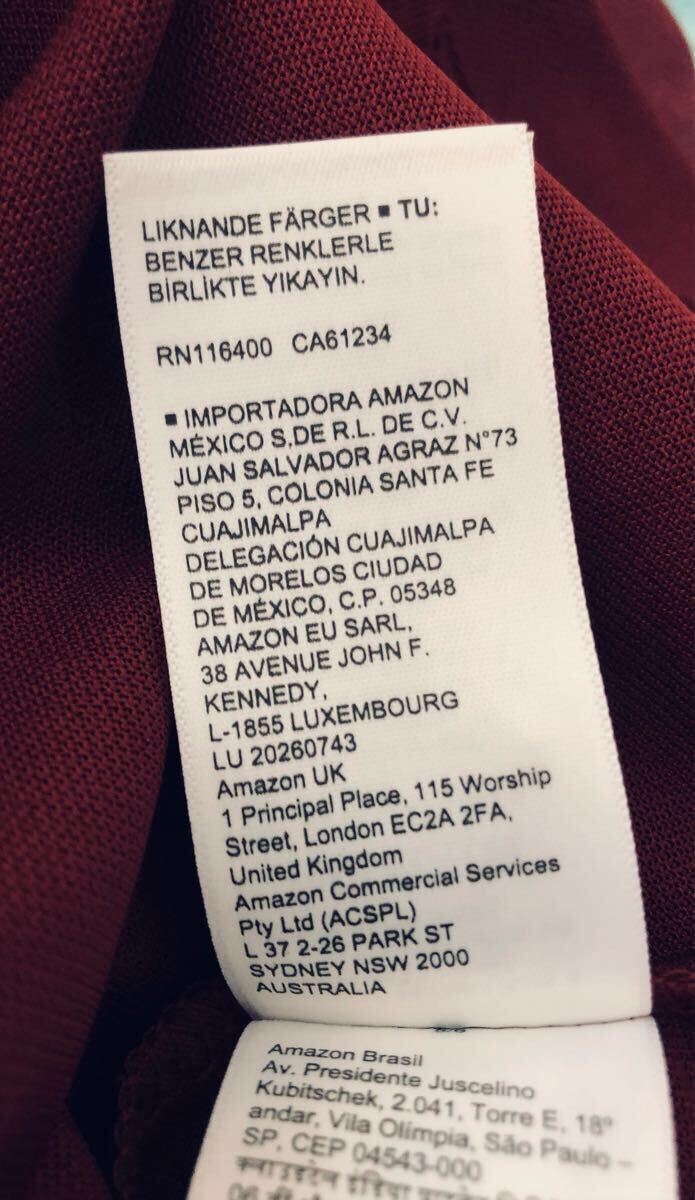 LIKNANDE FÄRGER ■ TU:
BENZER RENKLERLE
BİRLİKTE YIKAYIN.
RN116400 CA61234
■ IMPORTADORA AMAZON
MÉXICO S,DE R.L. DE C.V.
JUAN SALVADOR AGRAZ N°73
PISO 5, COLONIA SANTA FE
CUAJIMALPA
DELEGACIÓN CUAJIMALPA
DE MORELOS CIUDAD
DE MÉXICO, C.P. 05348
AMAZON EU SARL,
38 AVENUE JOHN F.
KENNEDY,
L-1855 LUXEMBOURG
LU 20260743
Amazon UK
1 Principal Place, 115 Worship
Street, London EC2A 2FA,
United Kingdom
Amazon Commercial Services
Pty Ltd (ACSPL)
L 37 2-26 PARK ST
SYDNEY NSW 2000
AUSTRALIA
Amazon Brasil
Av. Presidente Juscelino
Kubitschek, 2.041, Torre E, 18º
andar, Vila Olímpia, São Paulo –
SP, CEP 04543-000
क्लाउडटेल इंडिया